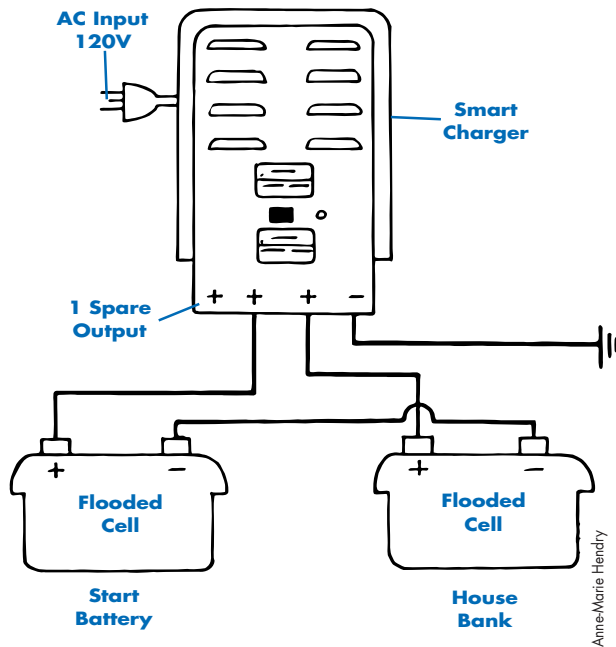 AC Input
120V
Smart
Charger
+ + + −
1 Spare
Output
+ −
+ −
Flooded
Cell
Flooded
Cell
Start
Battery
House
Bank
Anne-Marie Hendry